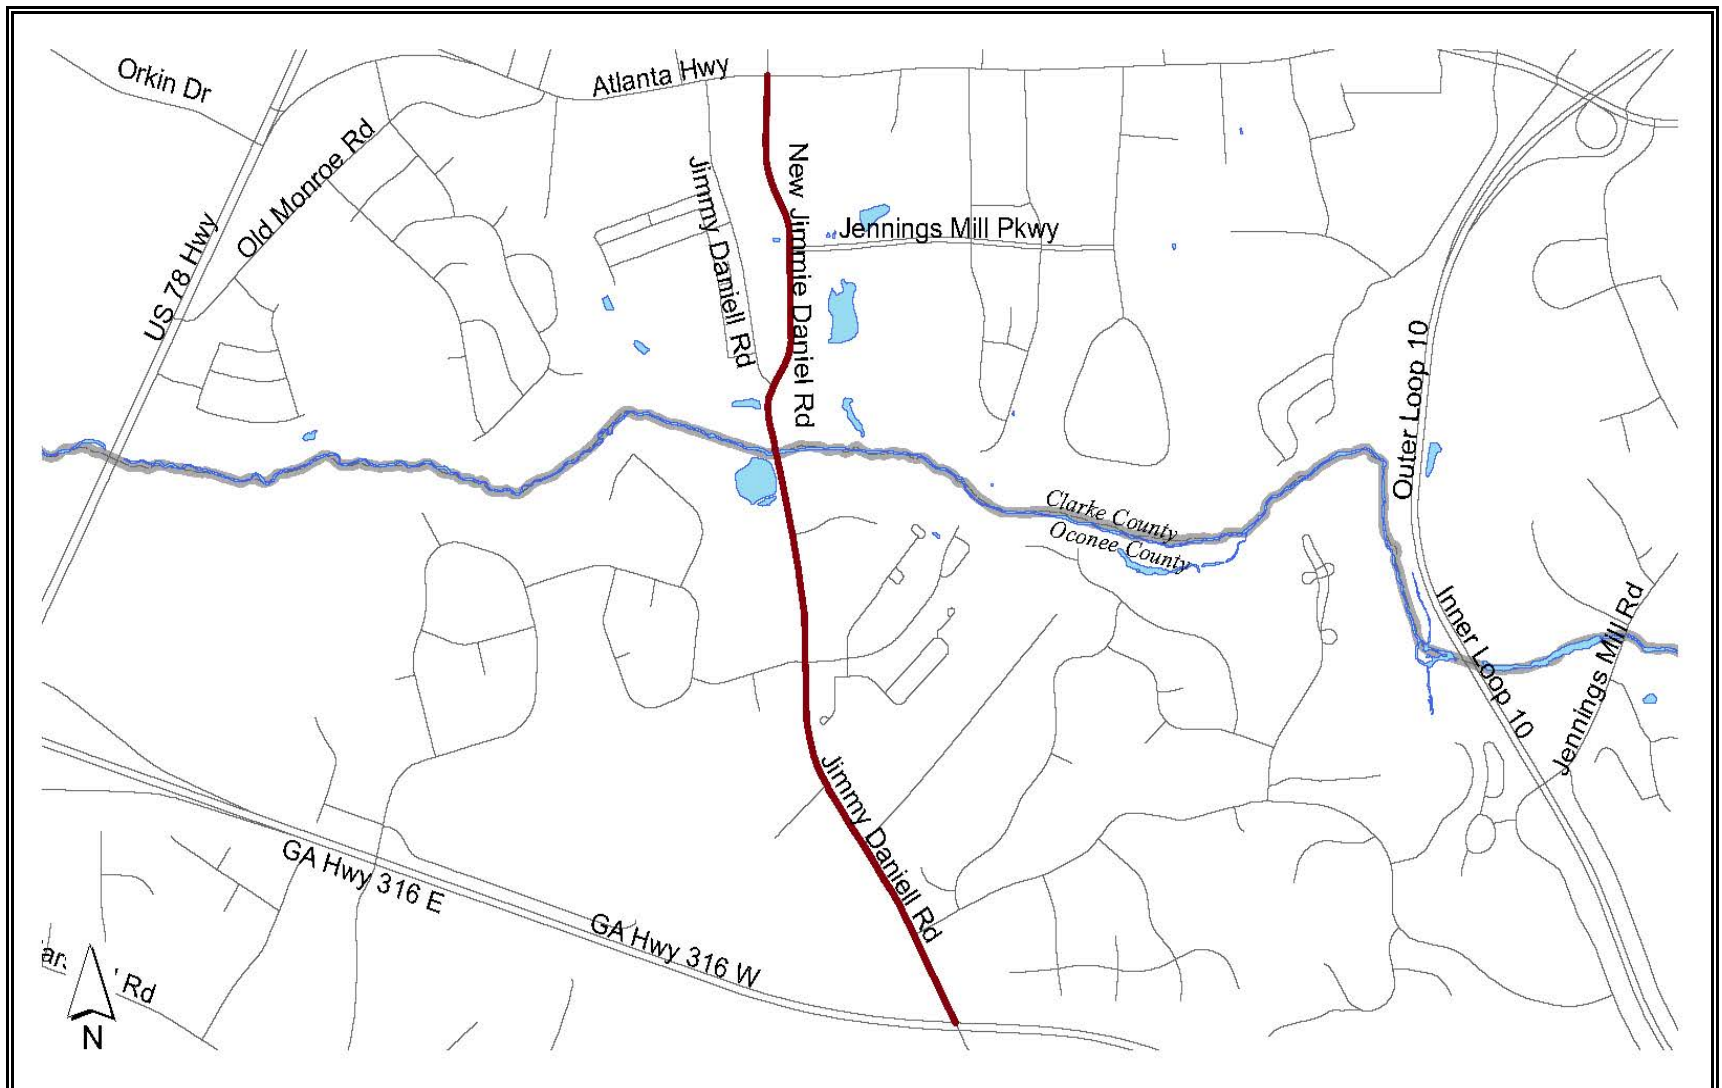 Orkin Dr
Atlanta Hwy
Old Monroe Rd
US 78 Hwy
Jimmy Daniell Rd
New Jimmie Daniel Rd
Jennings Mill Pkwy
Outer Loop 10
Clarke County
Oconee County
Inner Loop 10
Jennings Mill Rd
Jimmy Daniell Rd
GA Hwy 316 E
GA Hwy 316 W
Rd
N